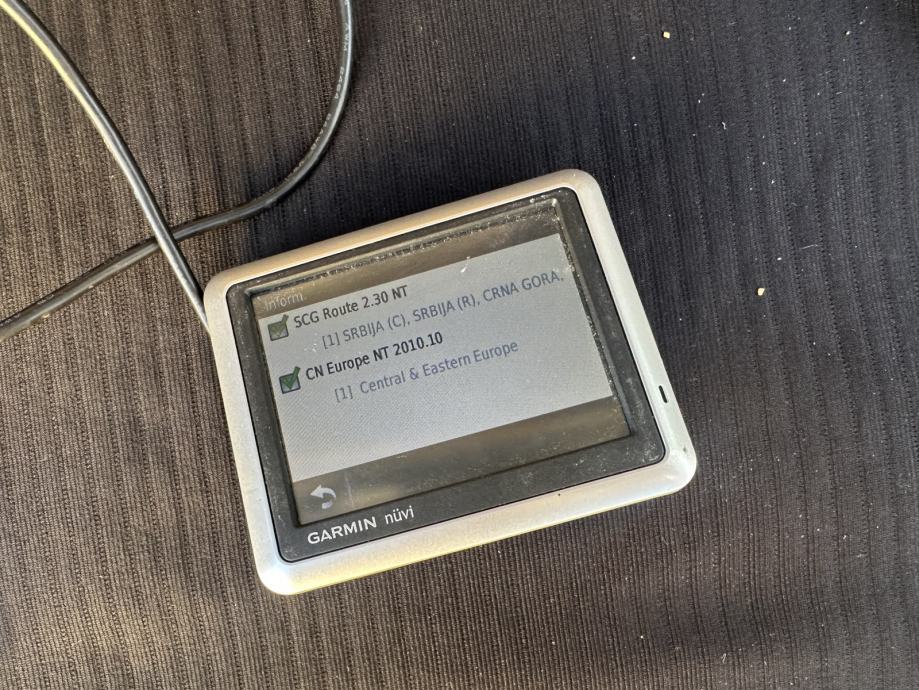 Inform.
SCG Route 2.30 NT
[1] SRBIJA (C), SRBIJA (R), CRNA GORA,
CN Europe NT 2010.10
[1] Central & Eastern Europe
GARMIN nüvi